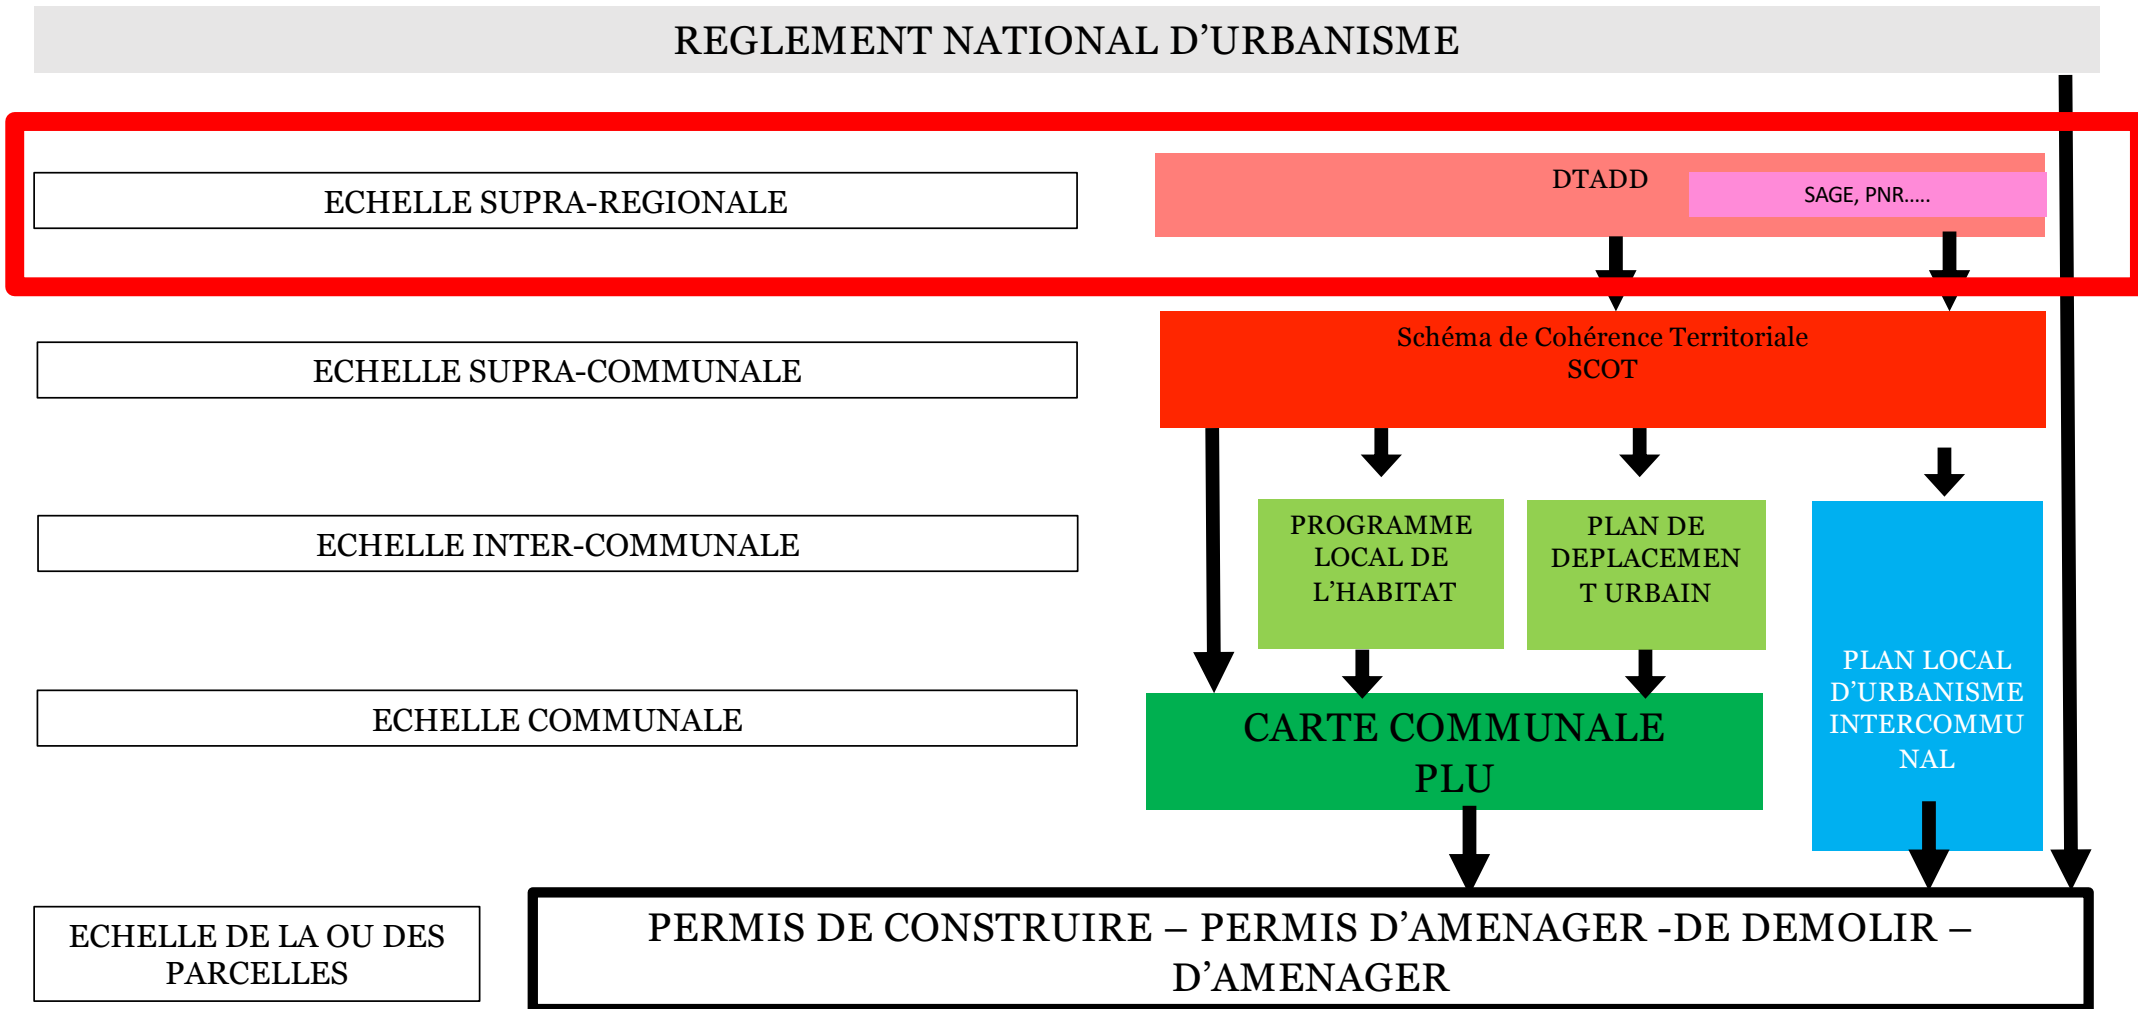 REGLEMENT NATIONAL D’URBANISME
ECHELLE SUPRA-REGIONALE
DTADD
SAGE, PNR.....
ECHELLE SUPRA-COMMUNALE
Schéma de Cohérence Territoriale
SCOT
ECHELLE INTER-COMMUNALE
PROGRAMME
LOCAL DE
L’HABITAT
PLAN DE
DEPLACEMEN
T URBAIN
PLAN LOCAL
D’URBANISME
INTERCOMMU
NAL
ECHELLE COMMUNALE
CARTE COMMUNALE
PLU
ECHELLE DE LA OU DES
PARCELLES
PERMIS DE CONSTRUIRE – PERMIS D’AMENAGER -DE DEMOLIR –
D’AMENAGER